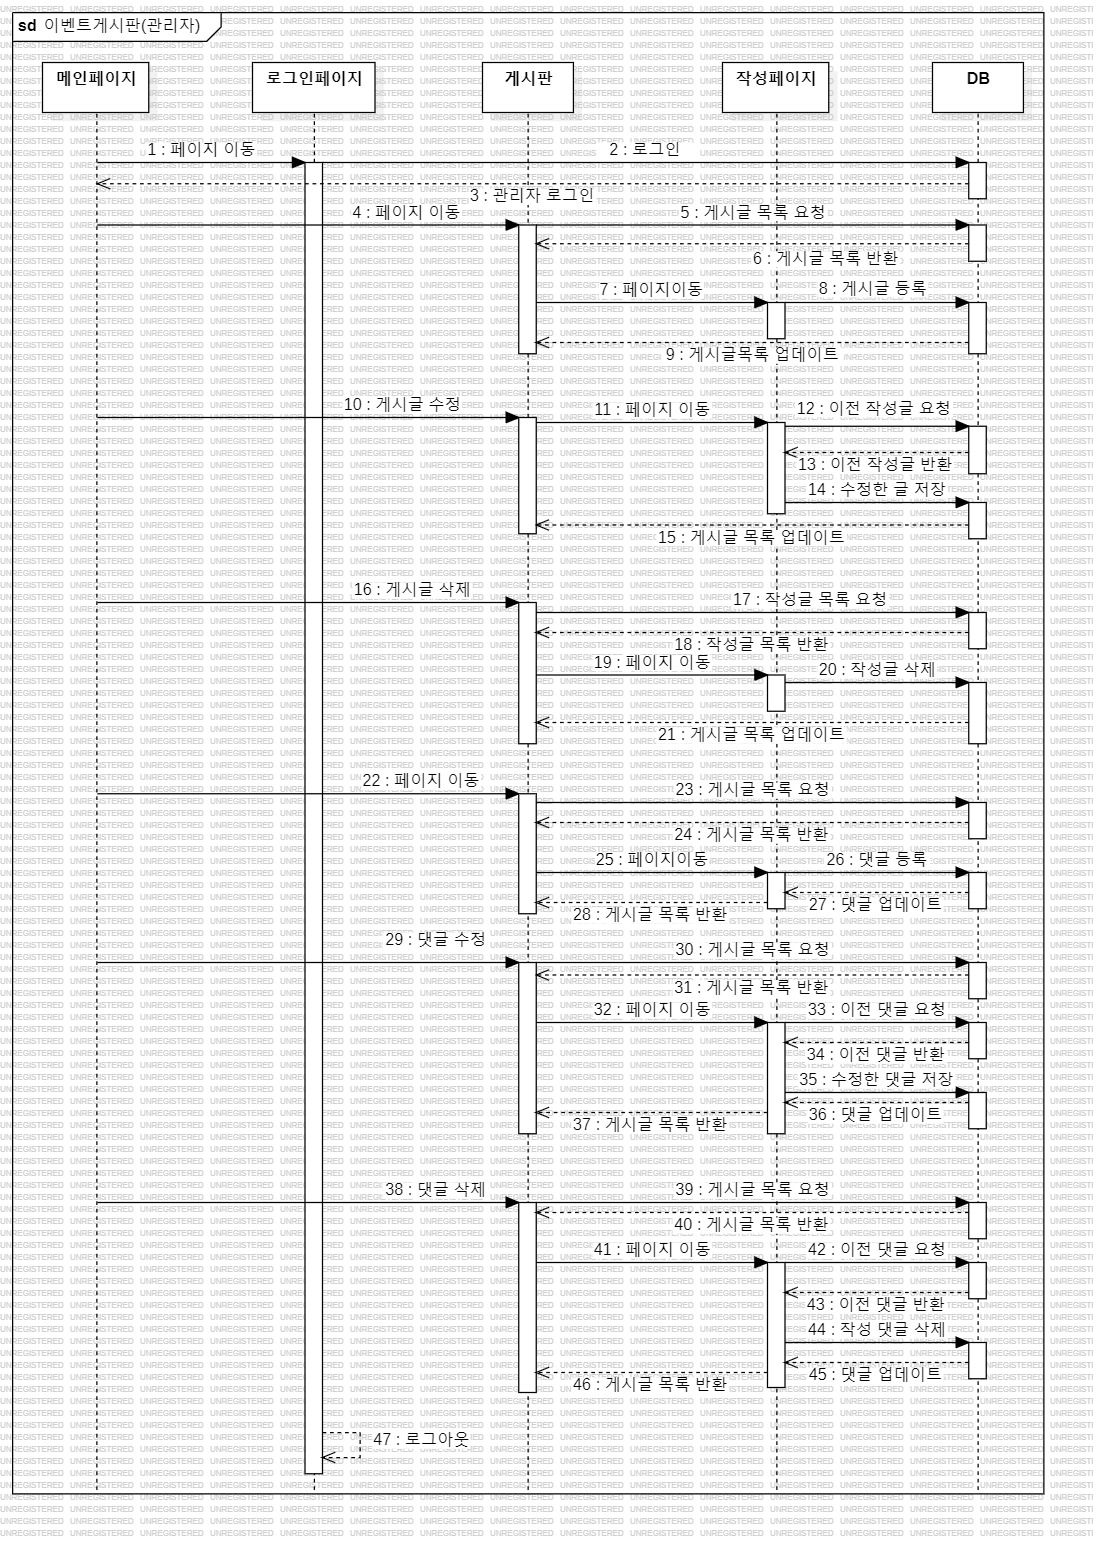 sd 이벤트게시판(관리자)
메인페이지
로그인페이지
게시판
작성페이지
DB
1 : 페이지 이동
2 : 로그인
3 : 관리자 로그인
4 : 페이지 이동
5 : 게시글 목록 요청
6 : 게시글 목록 반환
7 : 페이지이동
8 : 게시글 등록
9 : 게시글목록 업데이트
10 : 게시글 수정
11 : 페이지 이동
12 : 이전 작성글 요청
13 : 이전 작성글 반환
14 : 수정한 글 저장
15 : 게시글 목록 업데이트
16 : 게시글 삭제
17 : 작성글 목록 요청
18 : 작성글 목록 반환
19 : 페이지 이동
20 : 작성글 삭제
21 : 게시글 목록 업데이트
22 : 페이지 이동
23 : 게시글 목록 요청
24 : 게시글 목록 반환
25 : 페이지이동
26 : 댓글 등록
27 : 댓글 업데이트
28 : 게시글 목록 반환
29 : 댓글 수정
30 : 게시글 목록 요청
31 : 게시글 목록 반환
32 : 페이지 이동
33 : 이전 댓글 요청
34 : 이전 댓글 반환
35 : 수정한 댓글 저장
36 : 댓글 업데이트
37 : 게시글 목록 반환
38 : 댓글 삭제
39 : 게시글 목록 요청
40 : 게시글 목록 반환
41 : 페이지 이동
42 : 이전 댓글 요청
43 : 이전 댓글 반환
44 : 작성 댓글 삭제
45 : 댓글 업데이트
46 : 게시글 목록 반환
47 : 로그아웃
UNREGISTERED